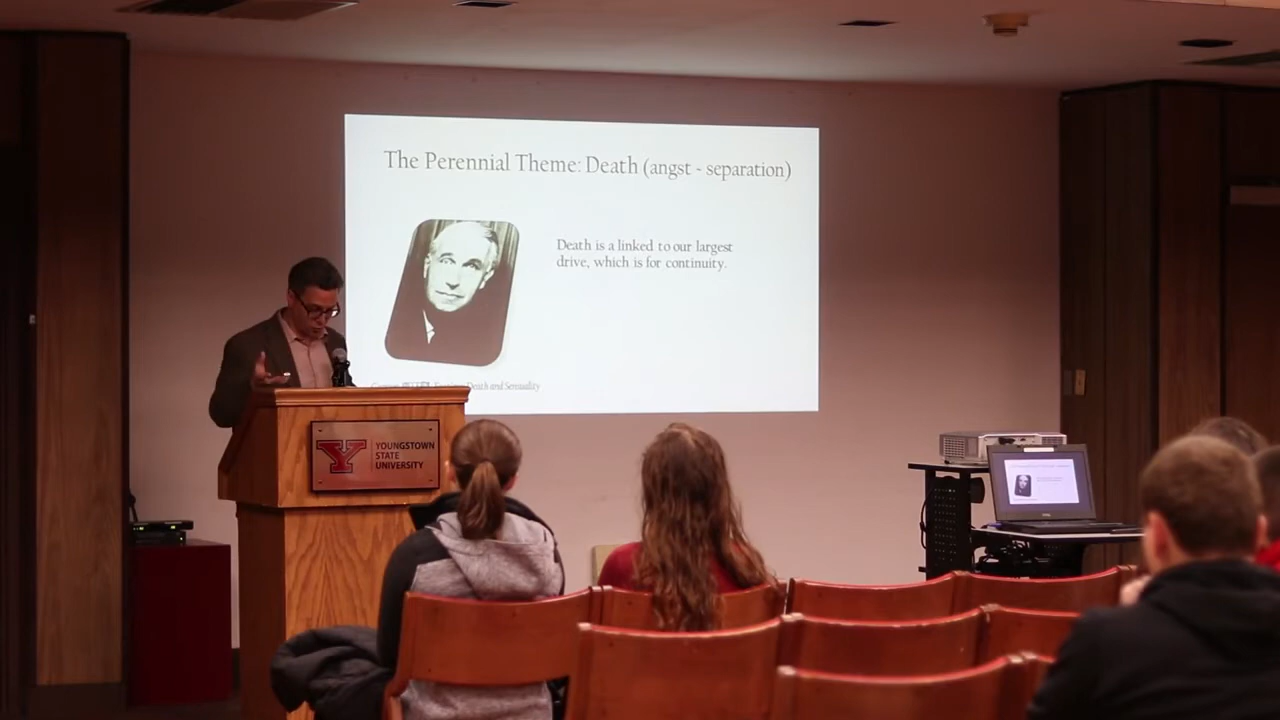 The Perennial Theme: Death (angst - separation)
Death is a linked to our largest
drive, which is for continuity.
Death and Sensuality
Y YOUNGSTOWN
STATE
UNIVERSITY